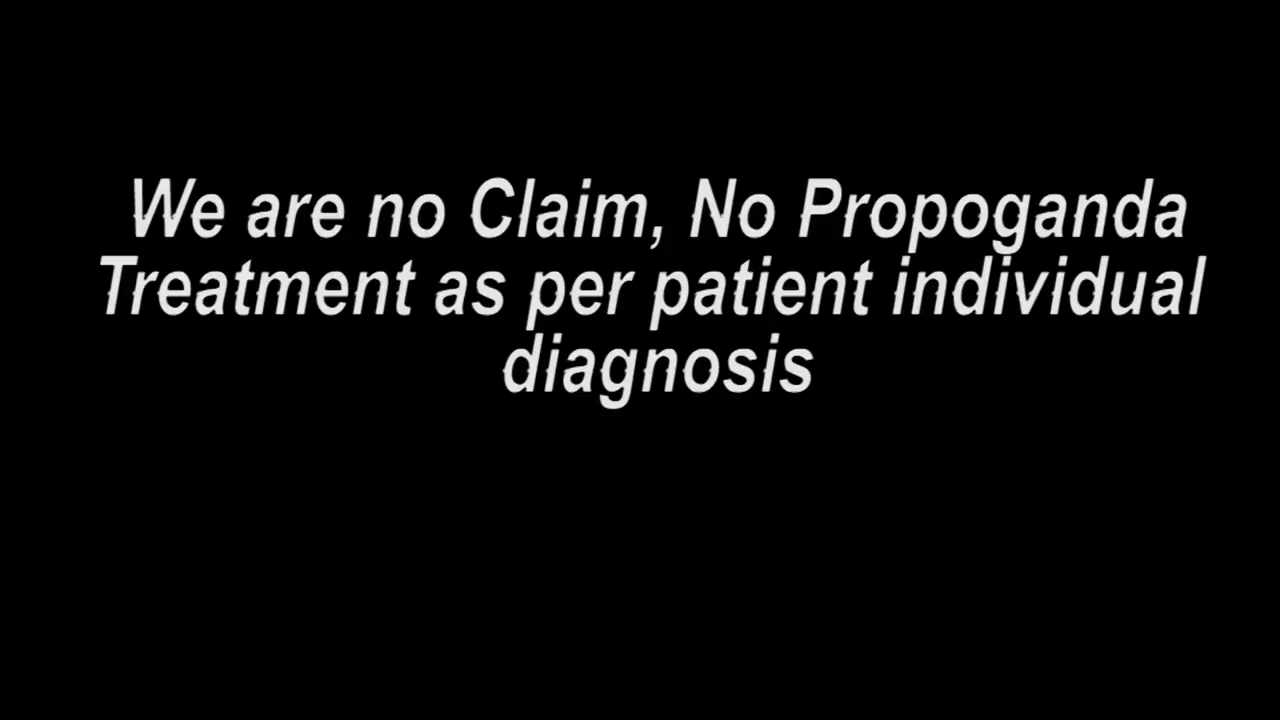 We are no Claim, No Propoganda
Treatment as per patient individual
diagnosis